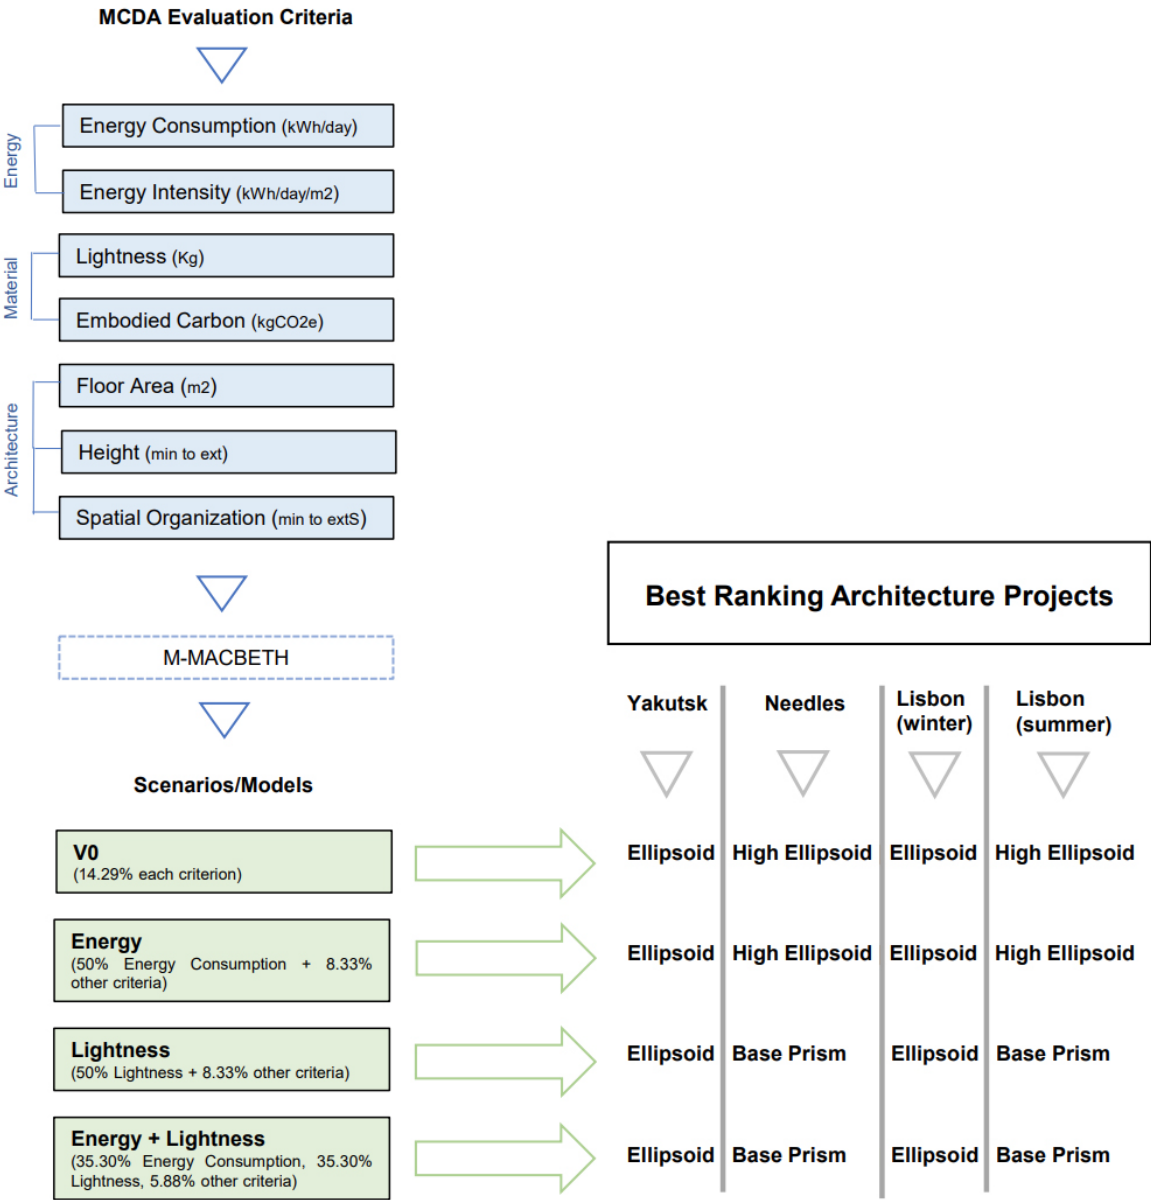 MCDA Evaluation Criteria
Energy
Energy Consumption (kWh/day)
Energy Intensity (kWh/day/m2)
Material
Lightness (Kg)
Embodied Carbon (kgCO2e)
Architecture
Floor Area (m2)
Height (min to ext)
Spatial Organization (min to extS)
M-MACBETH
Scenarios/Models
Best Ranking Architecture Projects
Yakutsk
Needles
Lisbon
(winter)
Lisbon
(summer)
V0
(14.29% each criterion)
Ellipsoid
High Ellipsoid
Ellipsoid
High Ellipsoid
Energy
(50% Energy Consumption + 8.33%
other criteria)
Ellipsoid
High Ellipsoid
Ellipsoid
High Ellipsoid
Lightness
(50% Lightness + 8.33% other criteria)
Ellipsoid
Base Prism
Ellipsoid
Base Prism
Energy + Lightness
(35.30% Energy Consumption, 35.30%
Lightness, 5.88% other criteria)
Ellipsoid
Base Prism
Ellipsoid
Base Prism